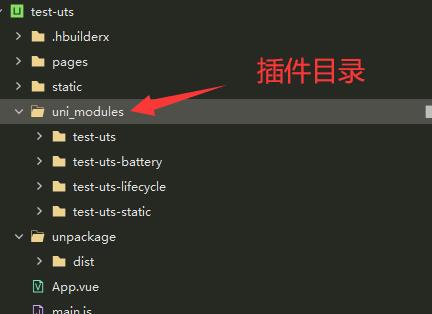 test-uts
.hbuilderx
pages
static
插件目录
uni_modules
test-uts
test-uts-battery
test-uts-lifecycle
test-uts-static
unpackage
dist
App.vue
main.js